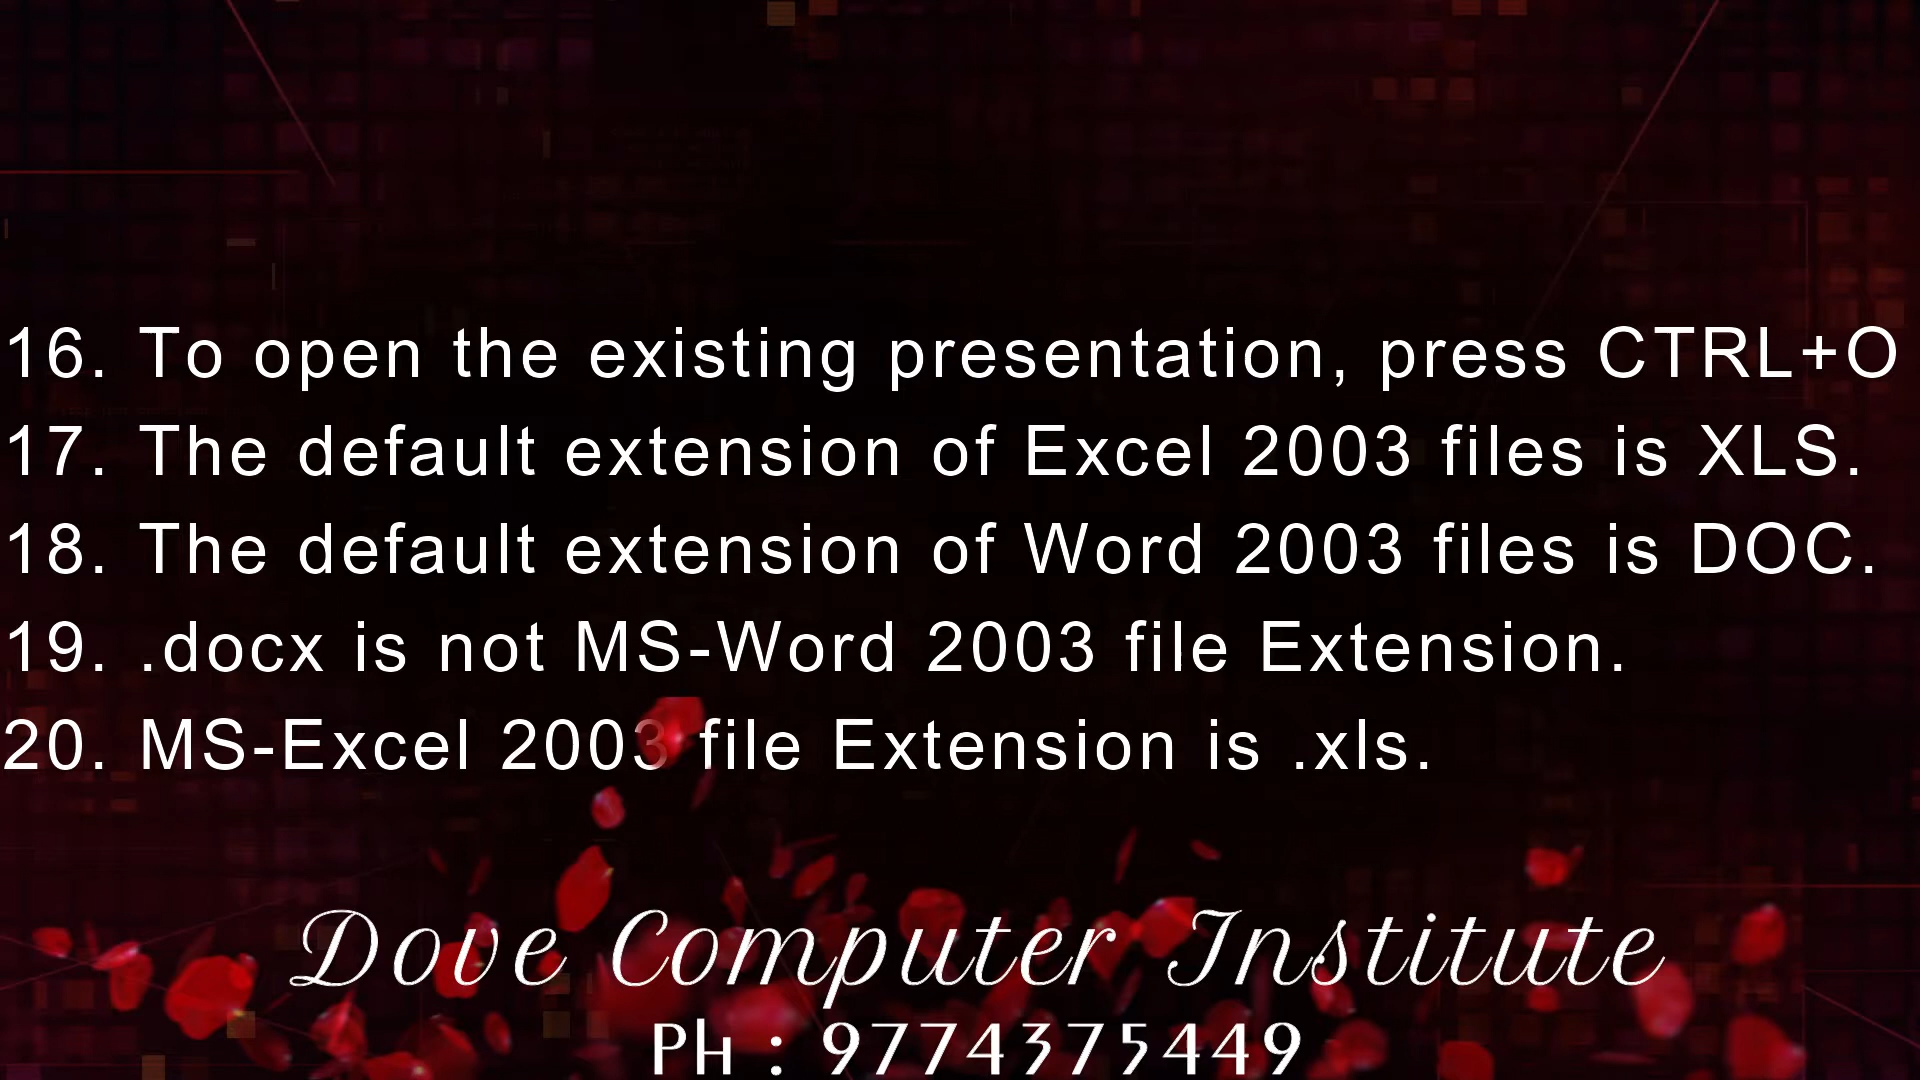 16. To open the existing presentation, press CTRL+O
17. The default extension of Excel 2003 files is XLS.
18. The default extension of Word 2003 files is DOC.
19. .docx is not MS-Word 2003 file Extension.
20. MS-Excel 2003 file Extension is .xls.
Dove Computer Institute
Ph : 9774375449